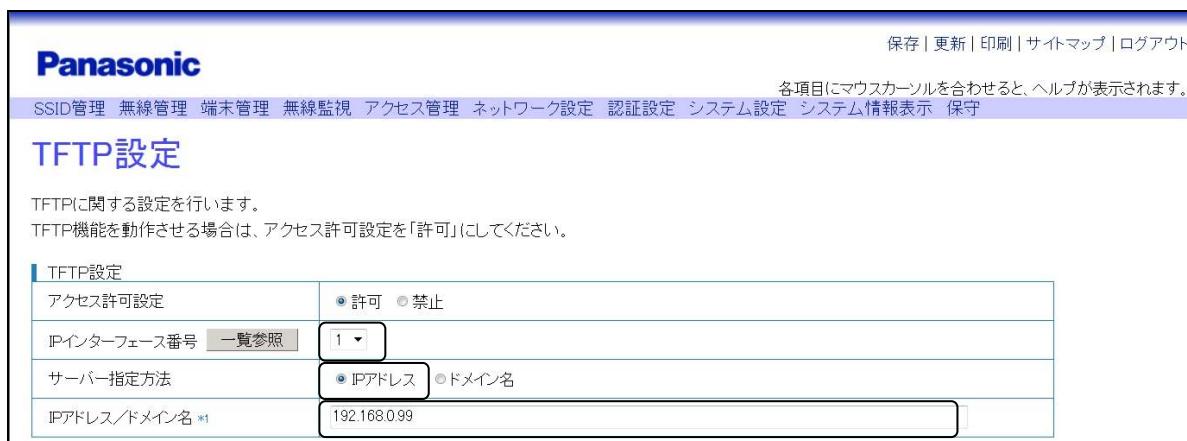 保存 | 更新 | 印刷 | サイトマップ | ログアウト
Panasonic
各項目にマウスカーソルを合わせると、ヘルプが表示されます。
SSID管理 無線管理 端末管理 無線監視 アクセス管理 ネットワーク設定 認証設定 システム設定 システム情報表示 保守
TFTP設定
TFTPに関する設定を行います。
TFTP機能を動作させる場合は、アクセス許可設定を「許可」にしてください。
TFTP設定
アクセス許可設定 許可 禁止
IPインターフェース番号 一覧参照 1
サーバー指定方法 IPアドレス ドメイン名
IPアドレス／ドメイン名 *1 192.168.0.99